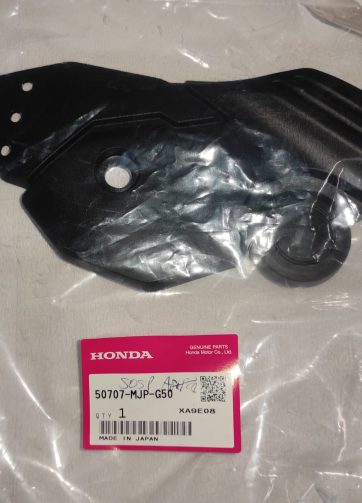 HONDA
GENUINE PARTS
Honda Motor Co., Ltd.
50707-MJP-G50
QTY 1
XA9E08
MADE IN JAPAN